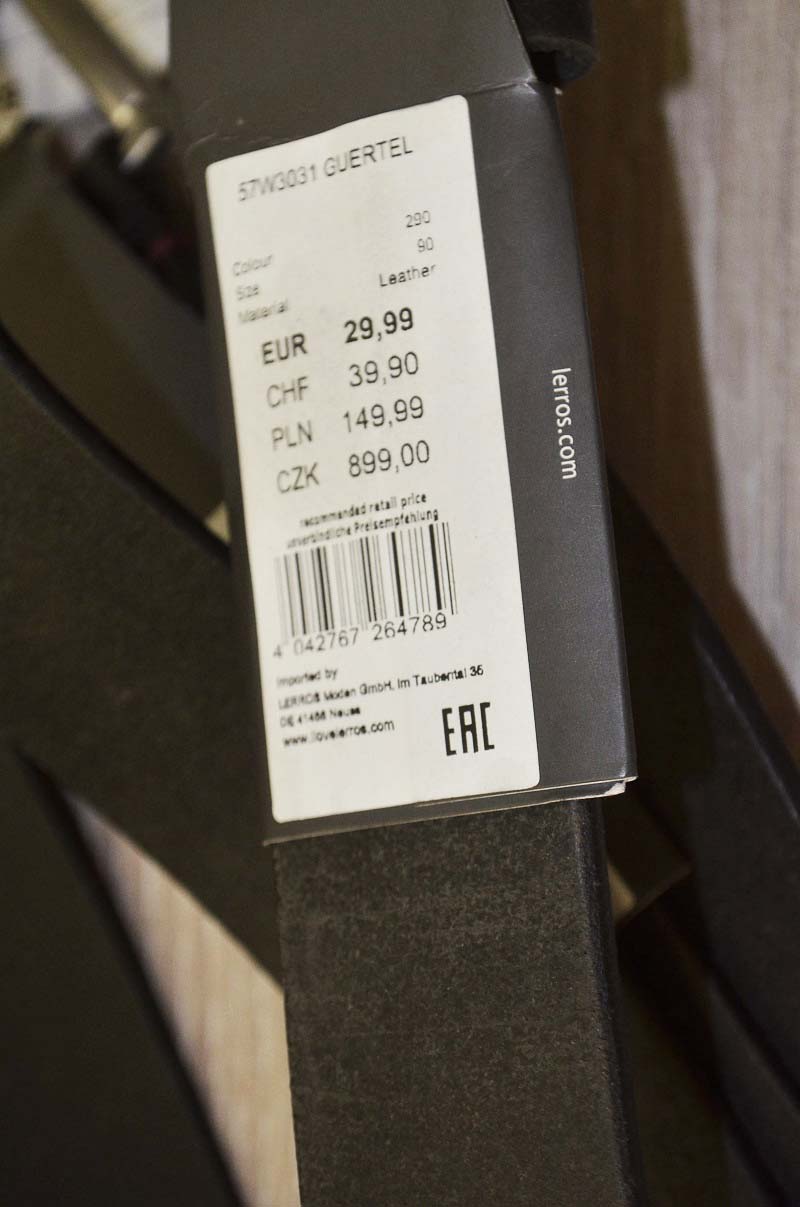 57W3031 GUERTEL
Colour 290
Size 90
Material Leather
EUR 29,99
CHF 39,90
PLN 149,99
CZK 899,00
recommended retail price
unverbindliche Preisempfehlung
4 042767 264789
Imported by
LERROS Moden GmbH, Im Taubental 35
DE 41468 Neuss
www.ilovelerros.com
EAC
lerros.com